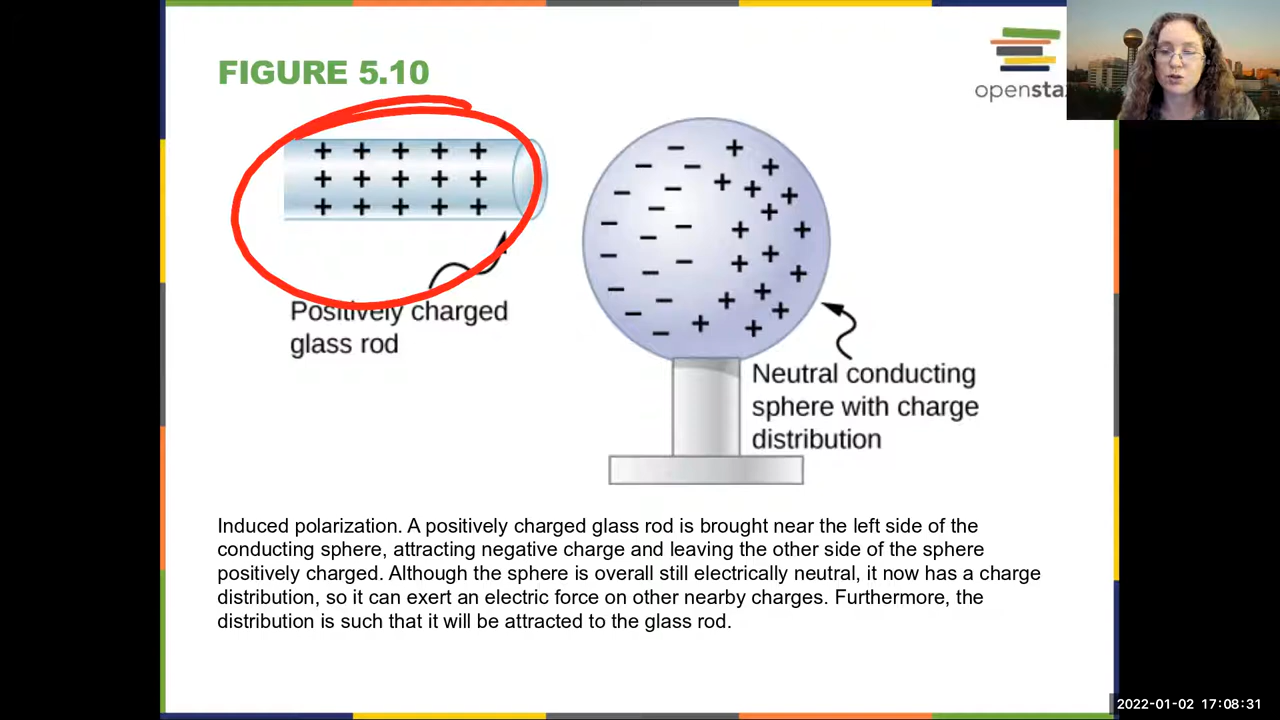 FIGURE 5.10
openstax
Positively charged
glass rod
Neutral conducting
sphere with charge
distribution
Induced polarization. A positively charged glass rod is brought near the left side of the
conducting sphere, attracting negative charge and leaving the other side of the sphere
positively charged. Although the sphere is overall still electrically neutral, it now has a charge
distribution, so it can exert an electric force on other nearby charges. Furthermore, the
distribution is such that it will be attracted to the glass rod.
2022-01-02 17:08:31